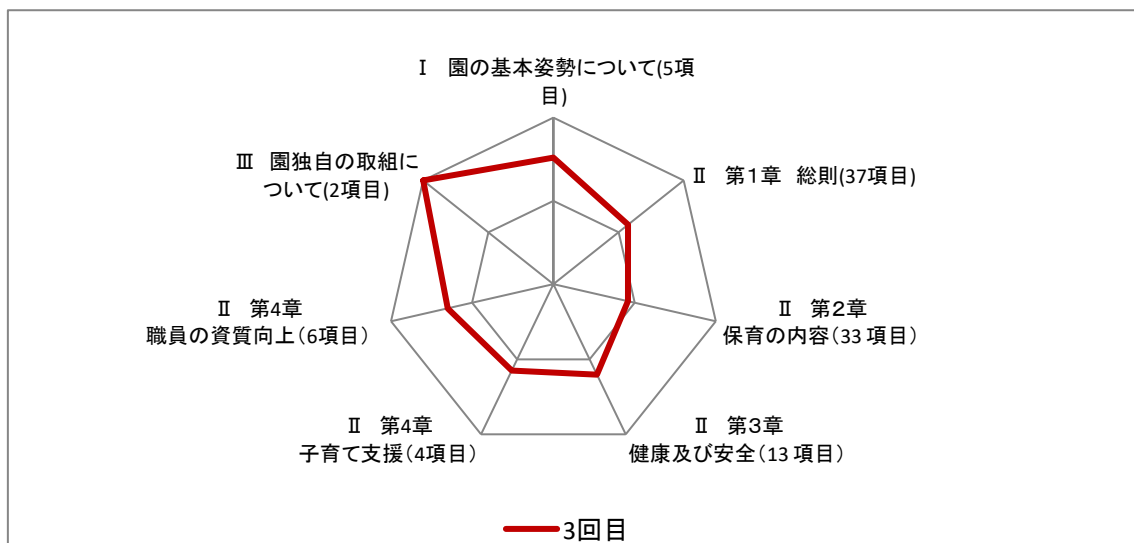 Ⅰ　園の基本姿勢について(5項
目)
Ⅱ　第１章　総則(37項目)
Ⅱ　第２章
保育の内容（33 項目）
Ⅱ　第３章
健康及び安全（13 項目）
Ⅱ　第4章
子育て支援（4項目）
Ⅱ　第4章
職員の資質向上（6項目）
Ⅲ　園独自の取組に
ついて(2項目)
3回目